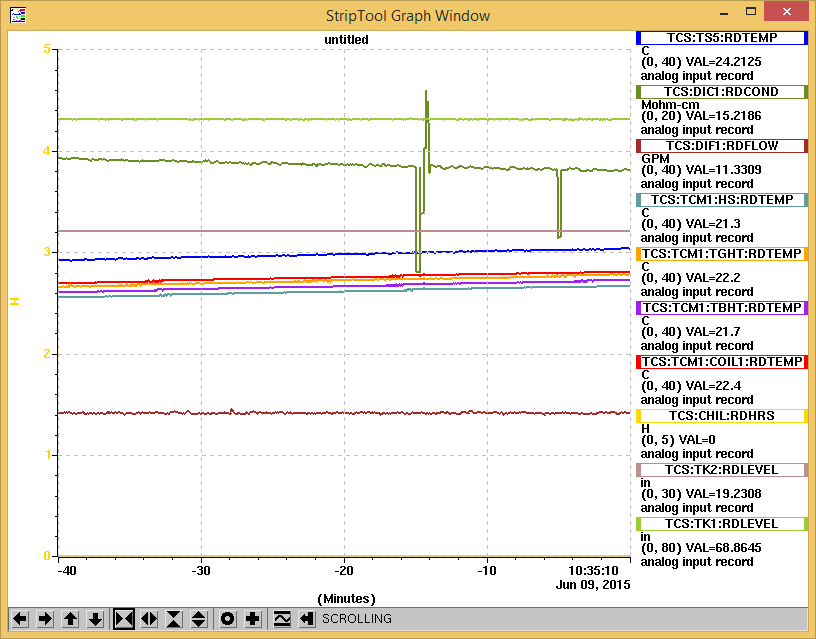 StripTool Graph Window
untitled
5
4
3
2
1
0
H
-40
-30
-20
-10
10:35:10
Jun 09, 2015
(Minutes)
TCS:TS5:RDTEMP
C
(0, 40) VAL=24.2125
analog input record
TCS:DIC1:RDCOND
Mohm-cm
(0, 20) VAL=15.2186
analog input record
TCS:DIF1:RDFLOW
GPM
(0, 40) VAL=11.3309
analog input record
TCS:TCM1:HS:RDTEMP
C
(0, 40) VAL=21.3
analog input record
TCS:TCM1:TGHT:RDTEMP
C
(0, 40) VAL=22.2
analog input record
TCS:TCM1:TBHT:RDTEMP
C
(0, 40) VAL=21.7
analog input record
TCS:TCM1:COIL1:RDTEMP
C
(0, 40) VAL=22.4
analog input record
TCS:CHIL:RDHRS
H
(0, 5) VAL=0
analog input record
TCS:TK2:RDLEVEL
in
(0, 30) VAL=19.2308
analog input record
TCS:TK1:RDLEVEL
in
(0, 80) VAL=68.8645
analog input record
SCROLLING